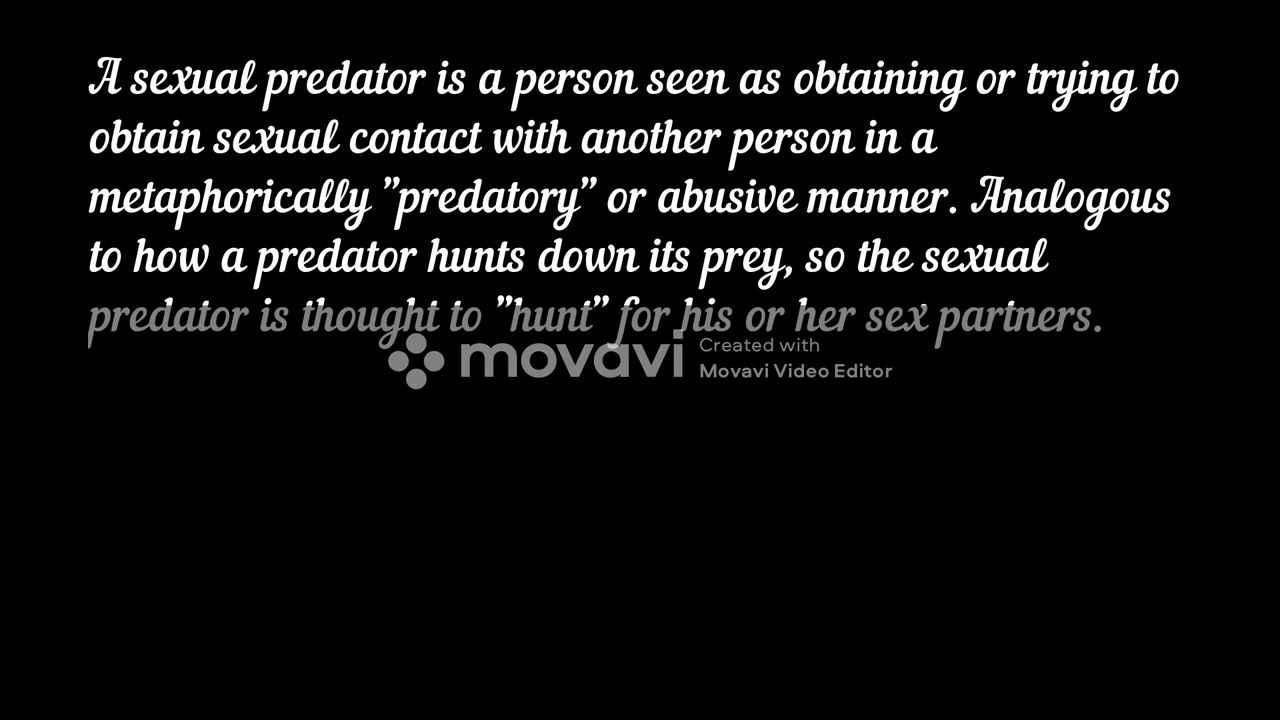 A sexual predator is a person seen as obtaining or trying to
obtain sexual contact with another person in a
metaphorically "predatory" or abusive manner. Analogous
to how a predator hunts down its prey, so the sexual
predator is thought to "hunt" for his or her sex partners.
movavi
Created with
Movavi Video Editor